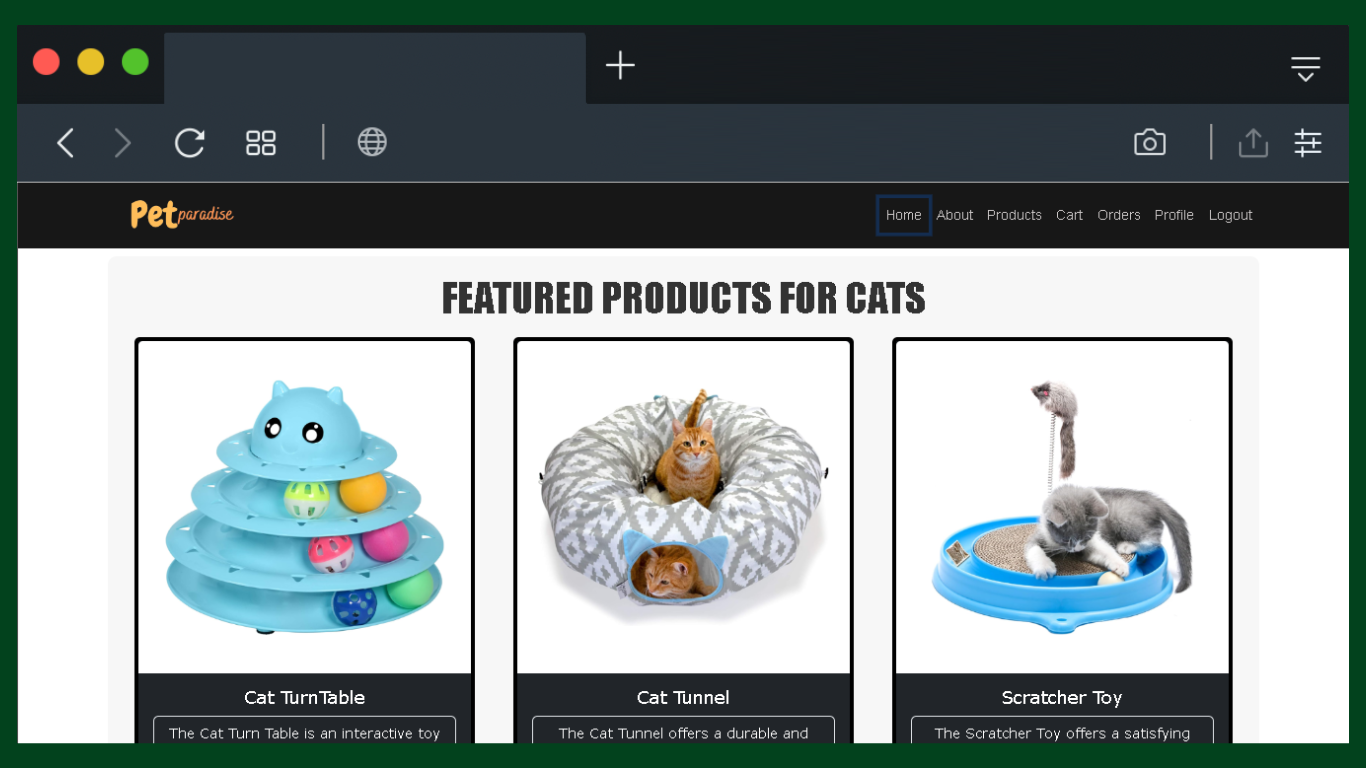 Pet paradise
Home About Products Cart Orders Profile Logout
FEATURED PRODUCTS FOR CATS
Cat TurnTable
The Cat Turn Table is an interactive toy
Cat Tunnel
The Cat Tunnel offers a durable and
Scratcher Toy
The Scratcher Toy offers a satisfying